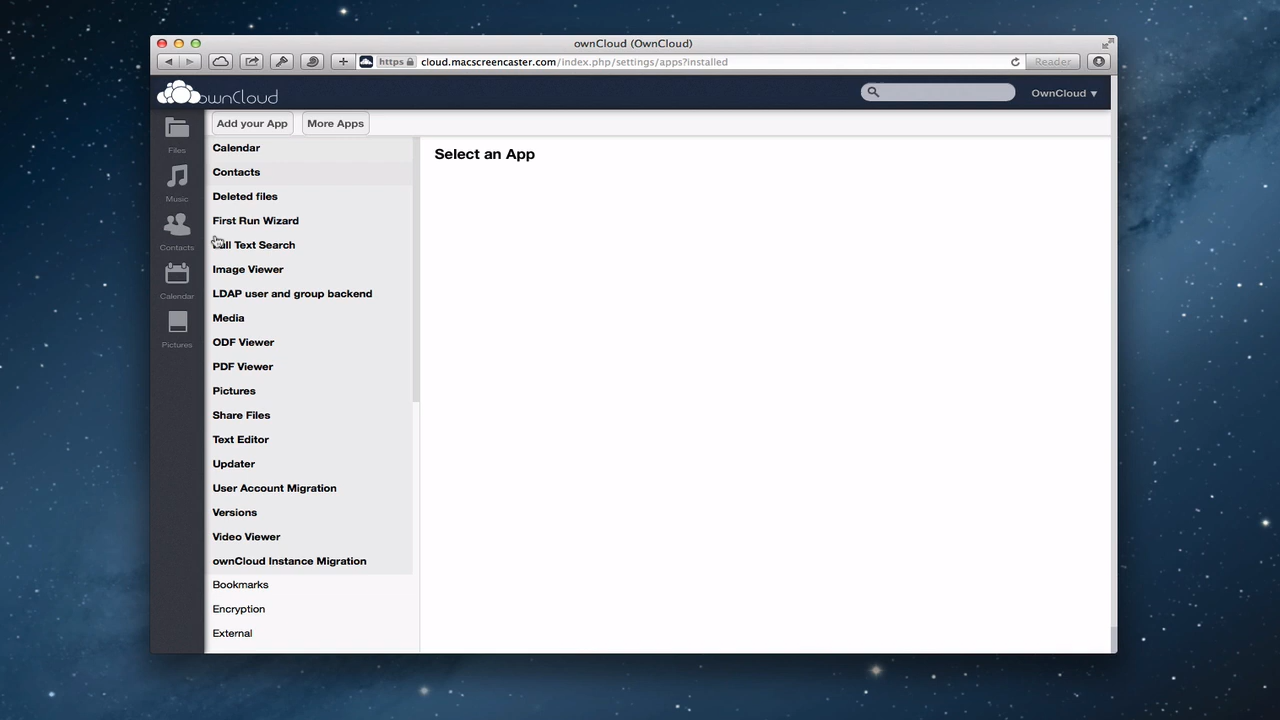 ownCloud (OwnCloud)
https cloud.macscreencaster.com/index.php/settings/apps?installed
Reader
ownCloud
OwnCloud
Add your App
More Apps
Files
Music
Contacts
Calendar
Pictures
Calendar
Contacts
Deleted files
First Run Wizard
Text Search
Image Viewer
LDAP user and group backend
Media
ODF Viewer
PDF Viewer
Pictures
Share Files
Text Editor
Updater
User Account Migration
Versions
Video Viewer
ownCloud Instance Migration
Bookmarks
Encryption
External
Select an App